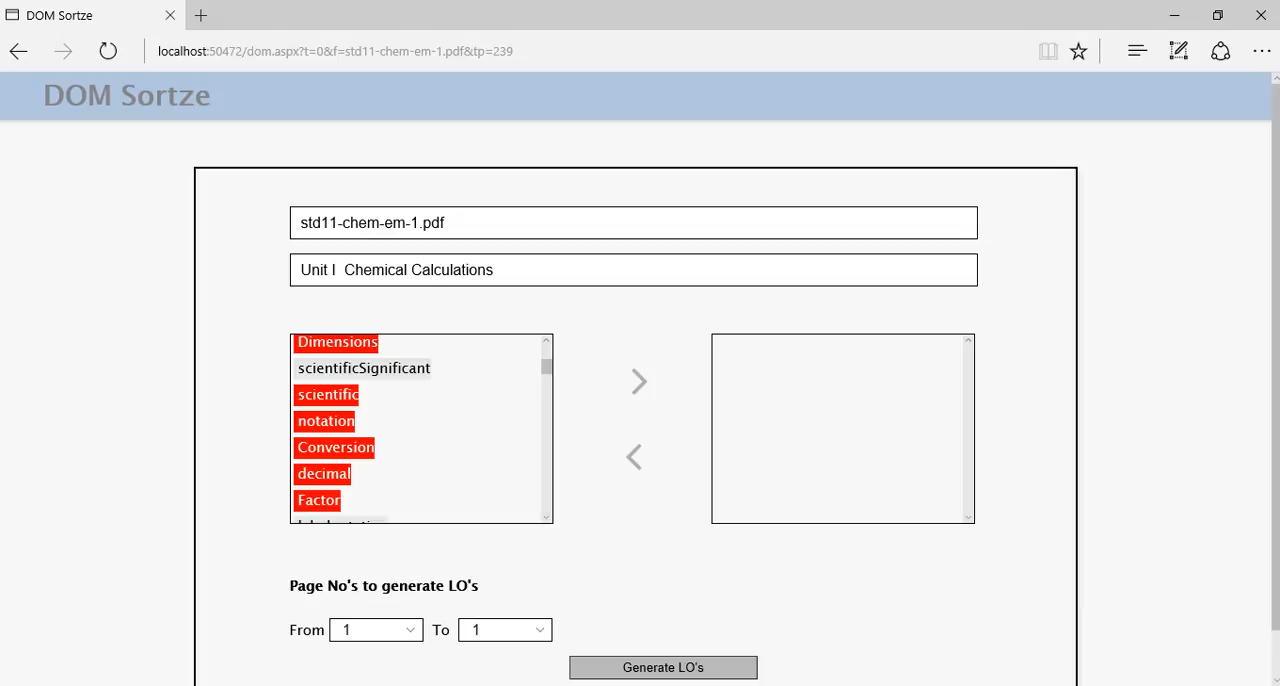 DOM Sortze
localhost:50472/dom.aspx?t=0&f=std11-chem-em-1.pdf&tp=239
DOM Sortze
std11-chem-em-1.pdf
Unit I  Chemical Calculations
Dimensions
scientificSignificant
scientific
notation
Conversion
decimal
Factor
Page No's to generate LO's
From 1 To 1
Generate LO's